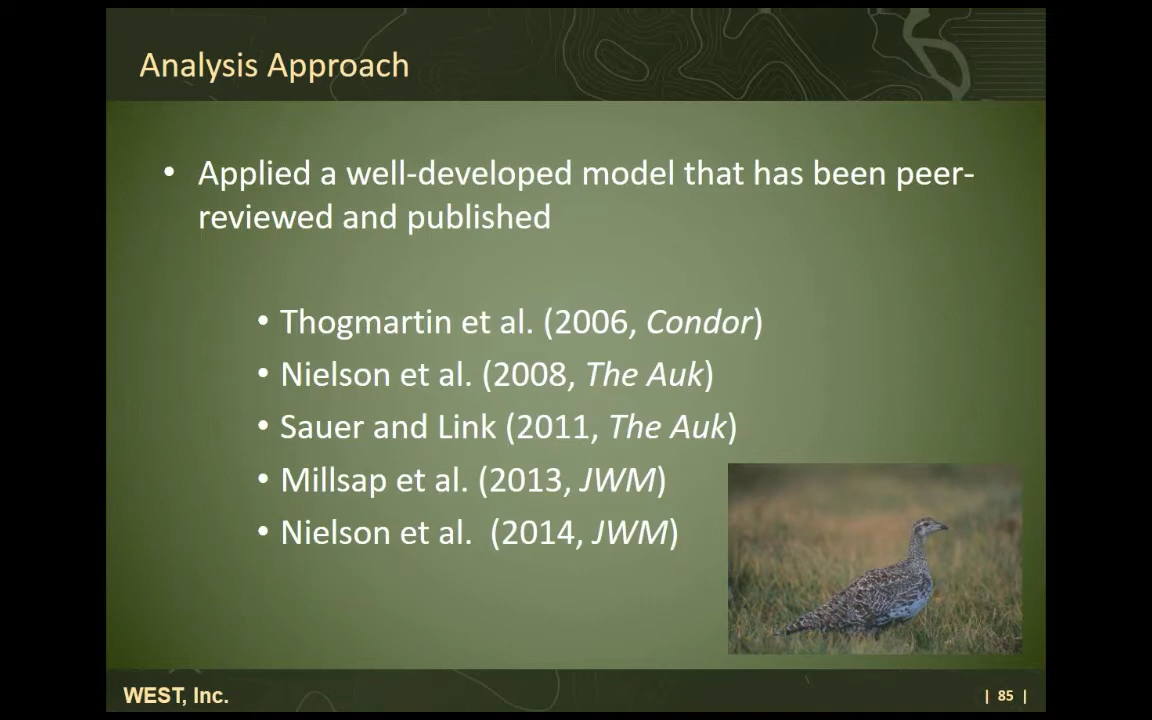 Analysis Approach
• Applied a well-developed model that has been peer-
reviewed and published
• Thogmartin et al. (2006, Condor)
• Nielson et al. (2008, The Auk)
• Sauer and Link (2011, The Auk)
• Millsap et al. (2013, JWM)
• Nielson et al.  (2014, JWM)
WEST, Inc.
| 85 |